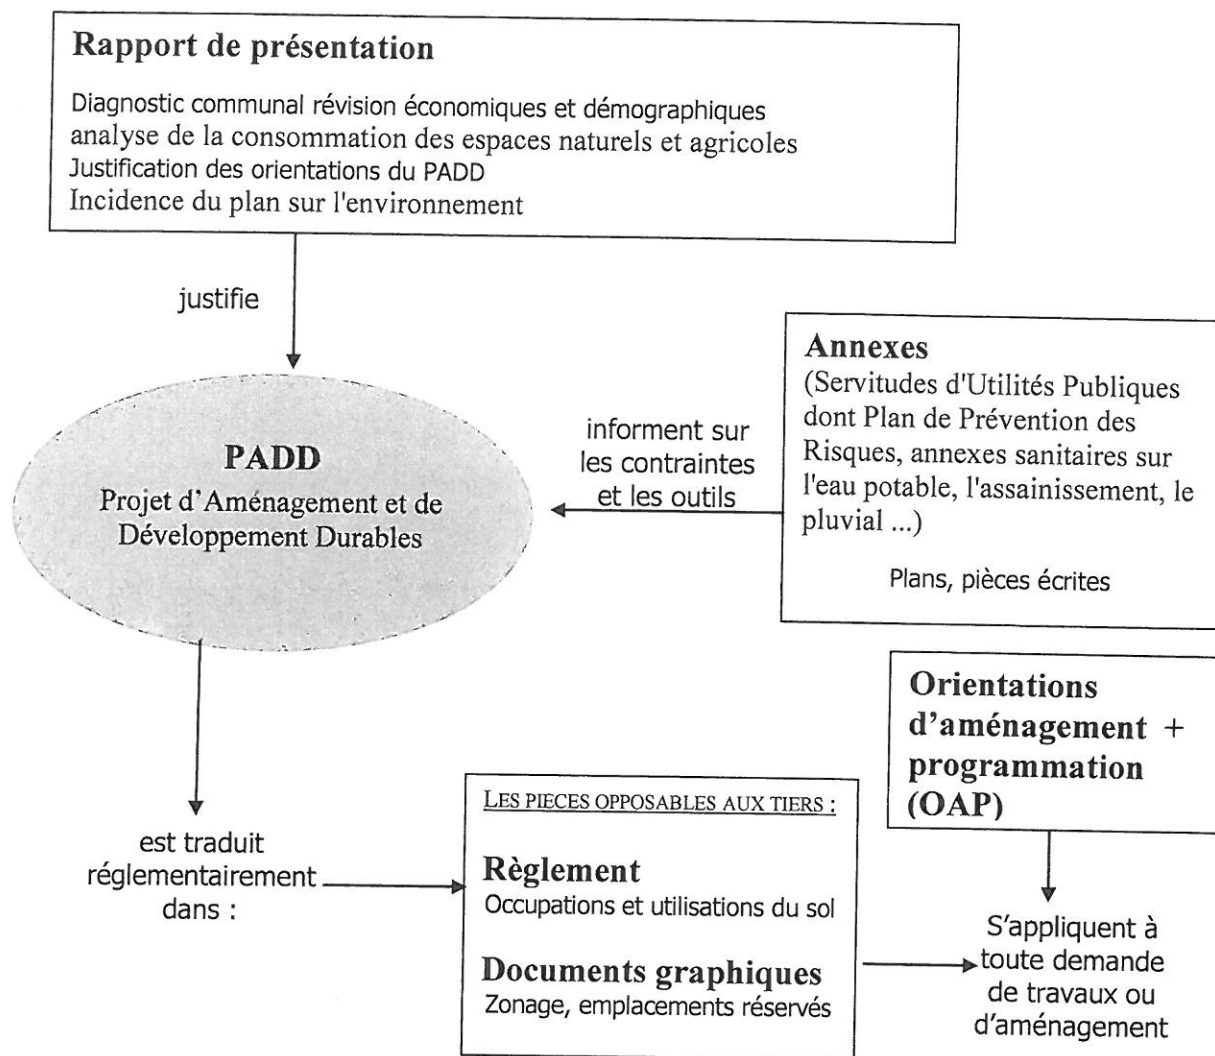 Rapport de présentation
Diagnostic communal révision économiques et démographiques
analyse de la consommation des espaces naturels et agricoles
Justification des orientations du PADD
Incidence du plan sur l'environnement
justifie
PADD
Projet d'Aménagement et de
Développement Durables
informent sur
les contraintes
et les outils
Annexes
(Servitudes d'Utilités Publiques
dont Plan de Prévention des
Risques, annexes sanitaires sur
l'eau potable, l'assainissement, le
pluvial ...)
Plans, pièces écrites
Orientations
d'aménagement +
programmation
(OAP)
est traduit
réglementairement
dans :
LES PIECES OPPOSABLES AUX TIERS :
Règlement
Occupations et utilisations du sol
Documents graphiques
Zonage, emplacements réservés
S'appliquent à
toute demande
de travaux ou
d'aménagement